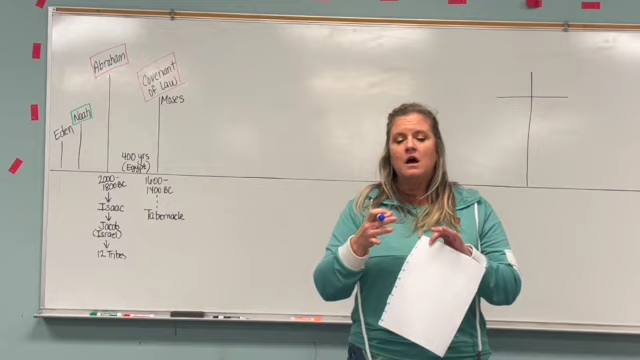 Eden
Noah
Abraham
Covenant
of Law
Moses
400 yrs
(Egypt)
2000-
1800 BC
Isaac
Jacob
(Israel)
12 Tribes
1600-
1400 BC
Tabernacle